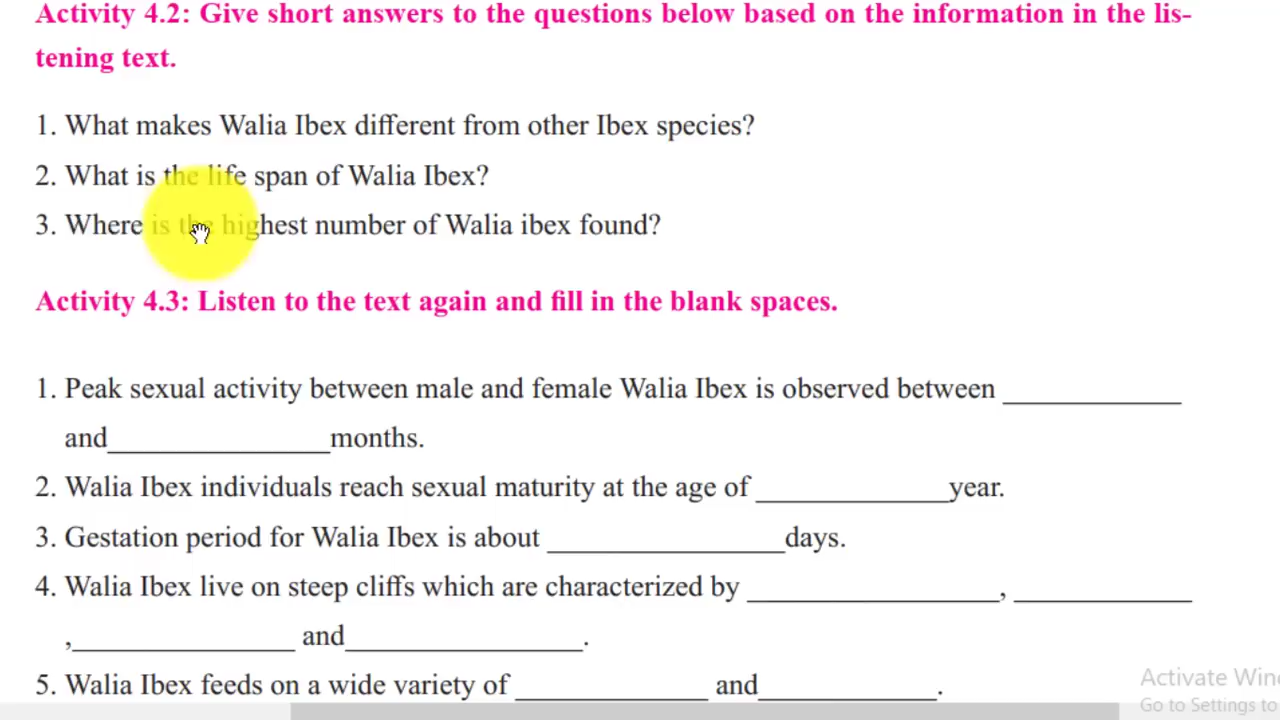 Activity 4.2: Give short answers to the questions below based on the information in the lis-
tening text.
1. What makes Walia Ibex different from other Ibex species?
2. What is the life span of Walia Ibex?
3. Where is the highest number of Walia ibex found?
Activity 4.3: Listen to the text again and fill in the blank spaces.
1. Peak sexual activity between male and female Walia Ibex is observed between ____________
and_______________months.
2. Walia Ibex individuals reach sexual maturity at the age of _____________year.
3. Gestation period for Walia Ibex is about ________________days.
4. Walia Ibex live on steep cliffs which are characterized by _________________, ____________
,_______________ and________________.
5. Walia Ibex feeds on a wide variety of _____________ and____________.
Activate Win
Go to Settings to